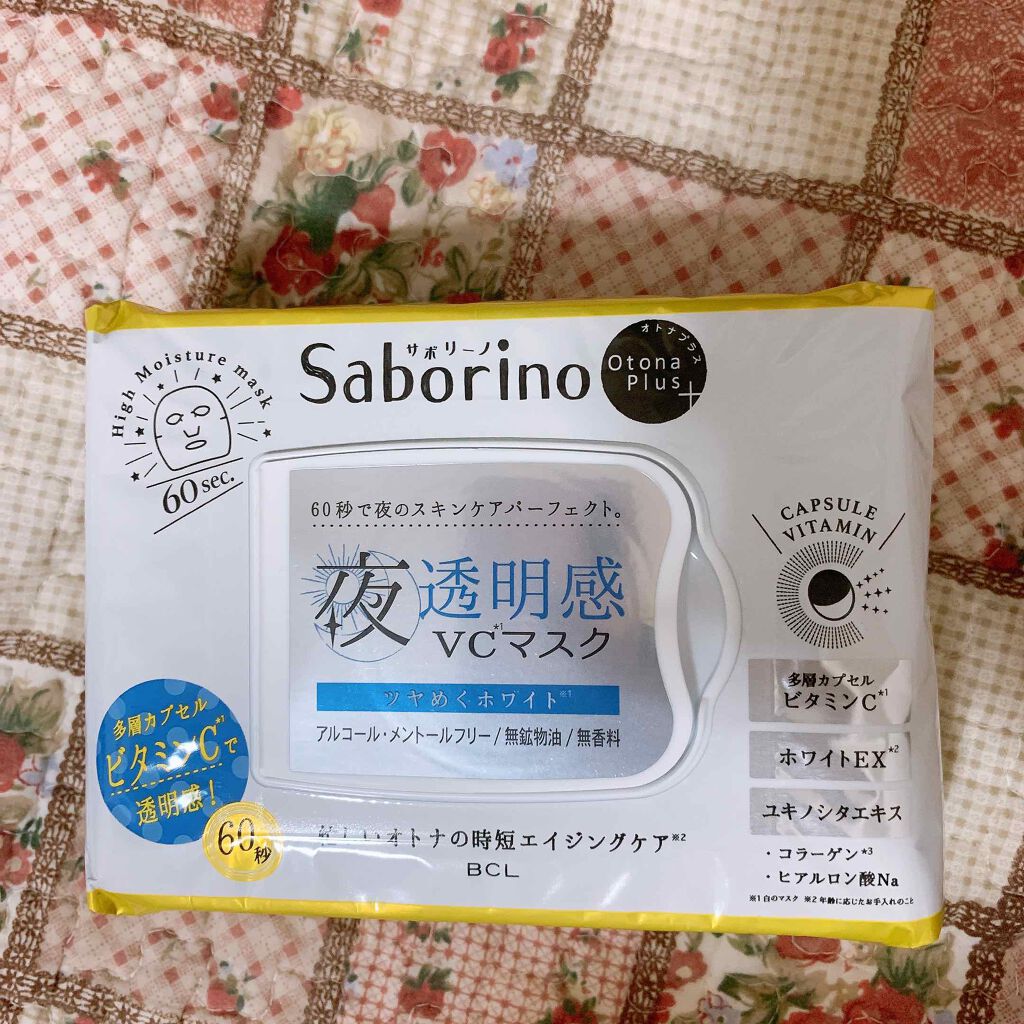 サボリーノ
Saborino
オトナプラス
Otona
Plus+
High Moisture mask
60 sec.
60秒で夜のスキンケアパーフェクト。
夜 透明感
VC*1マスク
ツヤめくホワイト※1
アルコール・メントールフリー/無鉱物油/無香料
CAPSULE
VITAMIN
多層カプセル
ビタミンC*1
ホワイトEX*2
ユキノシタエキス
・コラーゲン*3
・ヒアルロン酸Na
※1 白のマスク ※2 年齢に応じたお手入れのこと
多層カプセル
ビタミンC*1で
透明感!
60秒
しいオトナの時短エイジングケア※2
BCL